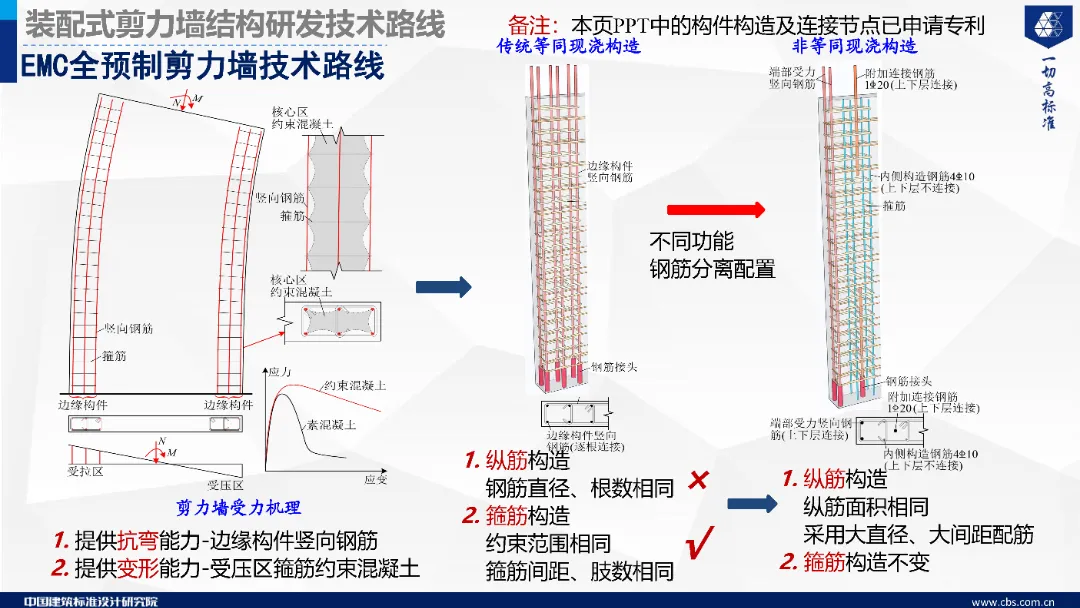 装配式剪力墙结构研发技术路线
EMC全预制剪力墙技术路线
备注：本页PPT中的构件构造及连接节点已申请专利
传统等同现浇构造
非等同现浇构造
一切高标准
N
M
核心区
约束混凝土
竖向钢筋
箍筋
核心区
约束混凝土
竖向钢筋
箍筋
边缘构件
边缘构件
N
M
受拉区
受压区
应力
约束混凝土
素混凝土
应变
剪力墙受力机理
1. 提供抗弯能力-边缘构件竖向钢筋
2. 提供变形能力-受压区箍筋约束混凝土
边缘构件
竖向钢筋
钢筋接头
边缘构件竖向
钢筋(逐根连接)
1. 纵筋构造
钢筋直径、根数相同
×
2. 箍筋构造
约束范围相同
箍筋间距、肢数相同
√
不同功能
钢筋分离配置
端部受力
竖向钢筋
附加连接钢筋
1Φ20(上下层连接)
内侧构造钢筋4Φ10
(上下层不连接)
箍筋
钢筋接头
附加连接钢筋
1Φ20(上下层连接)
端部受力竖向钢
筋(上下层连接)
内侧构造钢筋4Φ10
(上下层不连接)
1. 纵筋构造
纵筋面积相同
采用大直径、大间距配筋
2. 箍筋构造不变
中国建筑标准设计研究院
www.cbs.com.cn